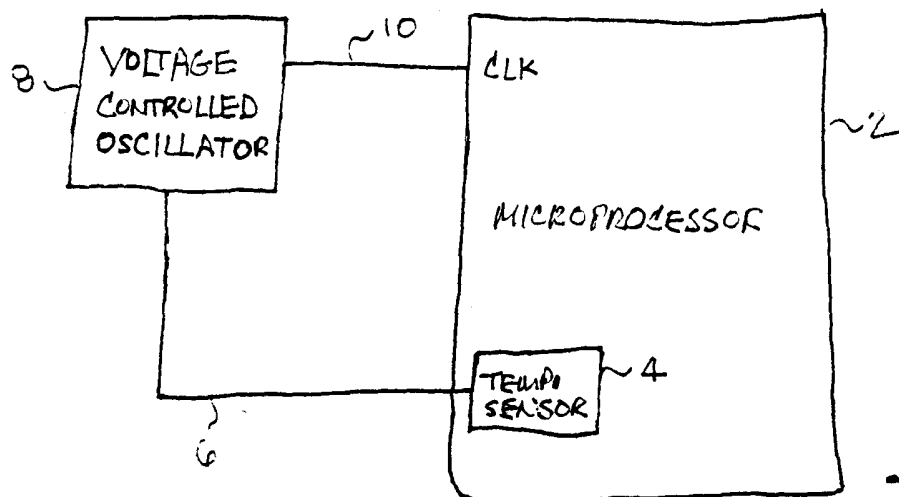 10
8
VOLTAGE
CONTROLLED
OSCILLATOR
CLK
2
MICROPROCESSOR
TEMP.
SENSOR
4
6